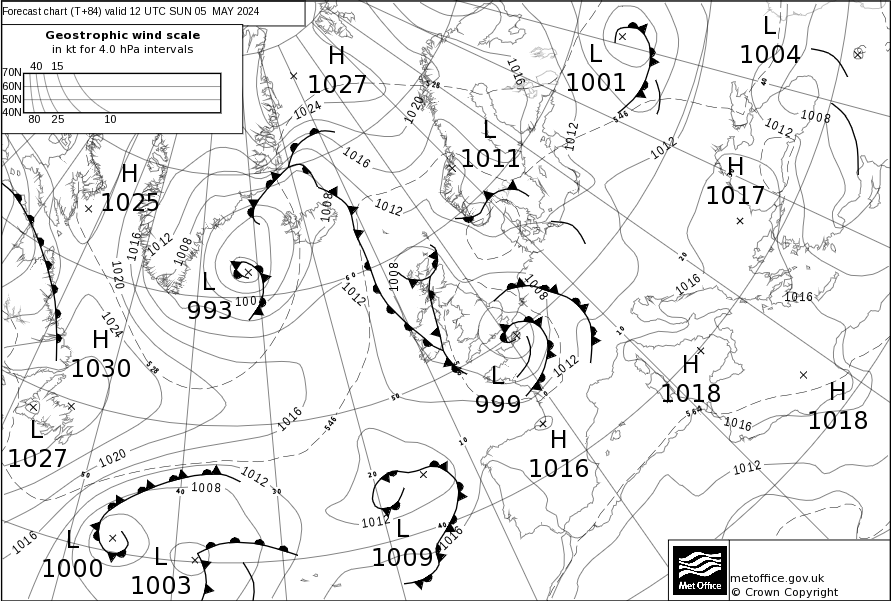 Forecast chart (T+84) valid 12 UTC SUN 05 MAY 2024
Geostrophic wind scale
in kt for 4.0 hPa intervals
40 15
70N
60N
50N
40N
80 25 10
H
1027
L
1001
L
1004
1016
1024
1020
528
546
40
1008
1012
1012
1012
L
1011
1016
H
1025
H
1017
1012
1008
1016
1012
1008
1020
L
993
100
60
1012
1008
1012
20
1016
1016
1008
1024
10
H
1030
528
1012
L
999
50
H
1018
H
1018
564
1016
10
1016
546
L
1027
10
H
1016
1020
50
1012
1008
40
30
20
1012
1012
40
1016
1016
L
1000
L
1003
L
1009
Met Office
metoffice.gov.uk
© Crown Copyright